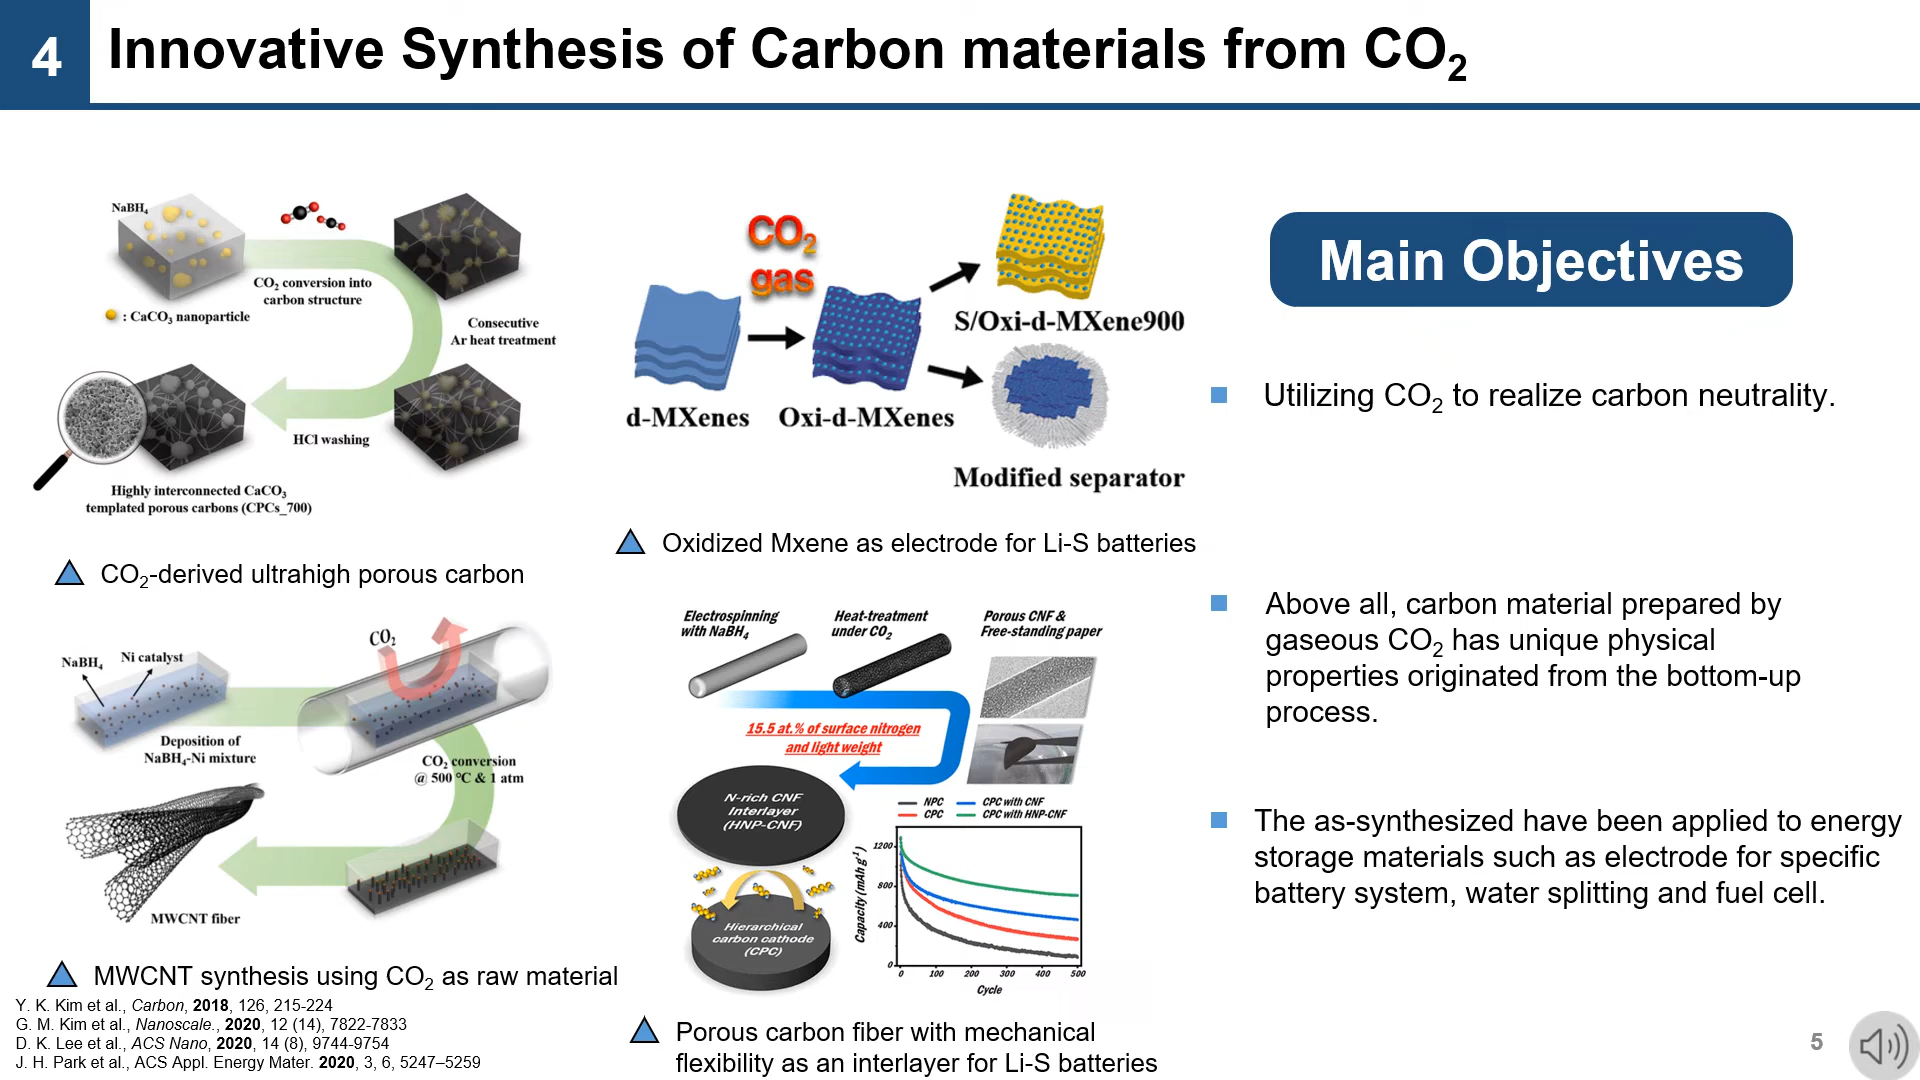 4
Innovative Synthesis of Carbon materials from CO₂
NaBH₄
CO₂ conversion into
carbon structure
: CaCO₃ nanoparticle
Consecutive
Ar heat treatment
HCl washing
Highly interconnected CaCO₃
templated porous carbons (CPCs_700)
CO₂-derived ultrahigh porous carbon
CO₂
gas
d-MXenes
Oxi-d-MXenes
S/Oxi-d-MXene900
Modified separator
Oxidized Mxene as electrode for Li-S batteries
NaBH₄
Ni catalyst
CO₂
Deposition of
NaBH₄-Ni mixture
CO₂ conversion
@ 500 °C & 1 atm
MWCNT fiber
MWCNT synthesis using CO₂ as raw material
Electrospinning
with NaBH₄
Heat-treatment
under CO₂
Porous CNF &
Free-standing paper
15.5 at.% of surface nitrogen
and light weight
N-rich CNF
Interlayer
(HNP-CNF)
Hierarchical
carbon cathode
(CPC)
NPC
CPC with CNF
CPC
CPC with HNP-CNF
Capacity (mAh g⁻¹)
1200
800
400
0
0 100 200 300 400 500
Cycle
Porous carbon fiber with mechanical
flexibility as an interlayer for Li-S batteries
Main Objectives
Utilizing CO₂ to realize carbon neutrality.
Above all, carbon material prepared by
gaseous CO₂ has unique physical
properties originated from the bottom-up
process.
The as-synthesized have been applied to energy
storage materials such as electrode for specific
battery system, water splitting and fuel cell.
Y. K. Kim et al., Carbon, 2018, 126, 215-224
G. M. Kim et al., Nanoscale., 2020, 12 (14), 7822-7833
D. K. Lee et al., ACS Nano, 2020, 14 (8), 9744-9754
J. H. Park et al., ACS Appl. Energy Mater. 2020, 3, 6, 5247–5259
5